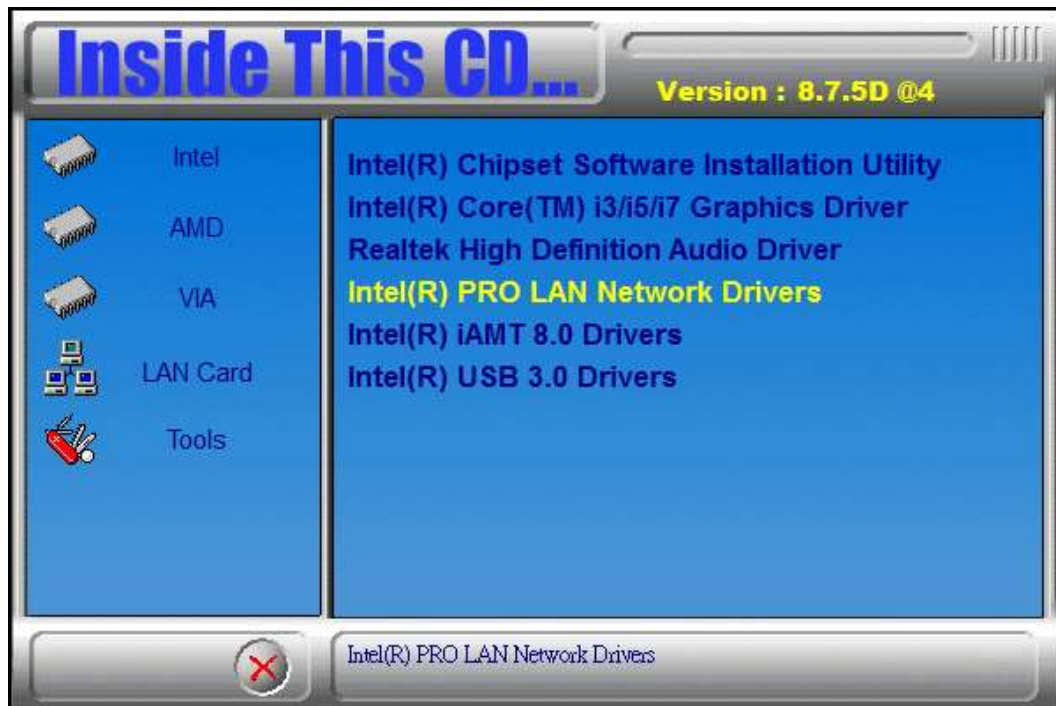 Inside This CD...
Version : 8.7.5D @4
Intel
AMD
VIA
LAN Card
Tools
Intel(R) Chipset Software Installation Utility
Intel(R) Core(TM) i3/i5/i7 Graphics Driver
Realtek High Definition Audio Driver
Intel(R) PRO LAN Network Drivers
Intel(R) iAMT 8.0 Drivers
Intel(R) USB 3.0 Drivers
Intel(R) PRO LAN Network Drivers